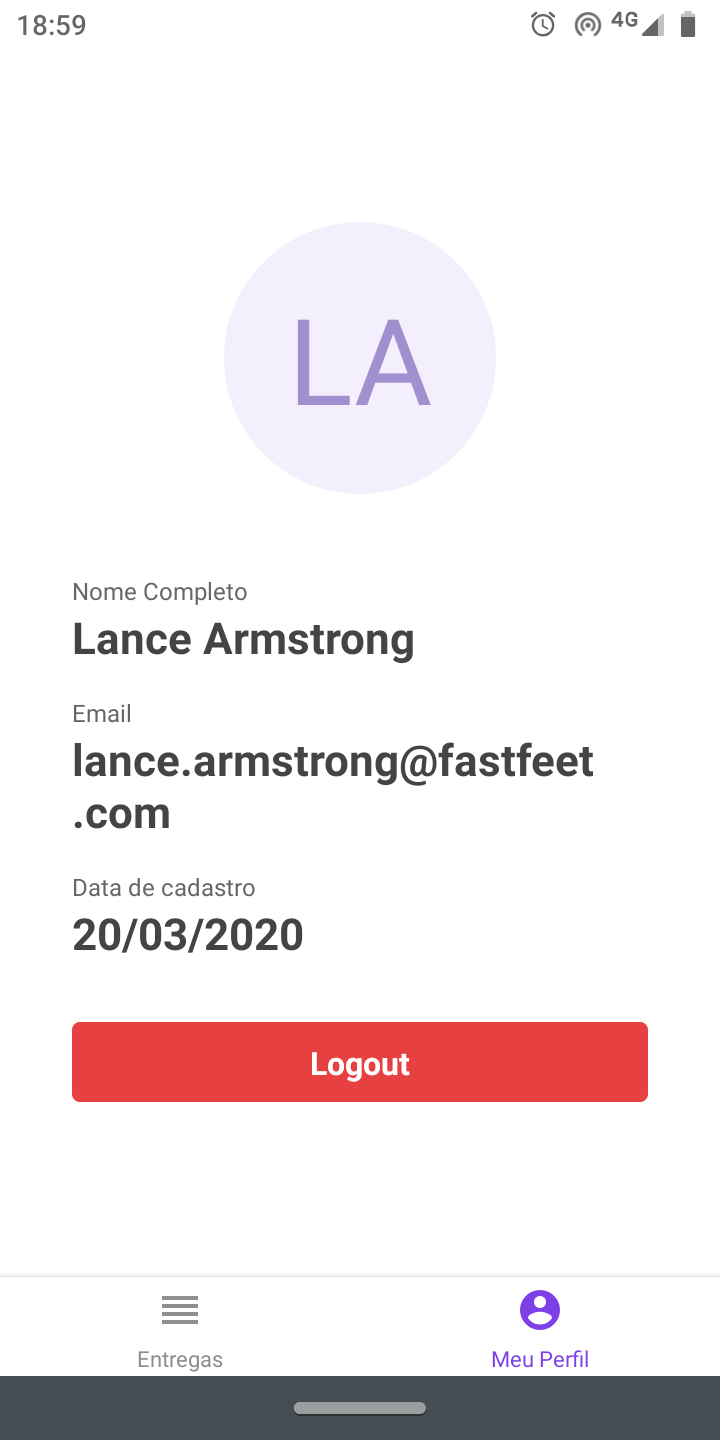 18:59
4G
LA
Nome Completo
Lance Armstrong
Email
lance.armstrong@fastfeet
.com
Data de cadastro
20/03/2020
Logout
Entregas
Meu Perfil